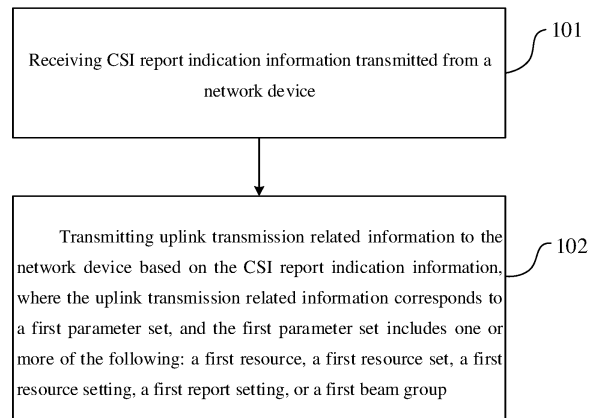 Receiving CSI report indication information transmitted from a
network device
101
Transmitting uplink transmission related information to the
network device based on the CSI report indication information,
where the uplink transmission related information corresponds to
a first parameter set, and the first parameter set includes one or
more of the following: a first resource, a first resource set, a first
resource setting, a first report setting, or a first beam group
102